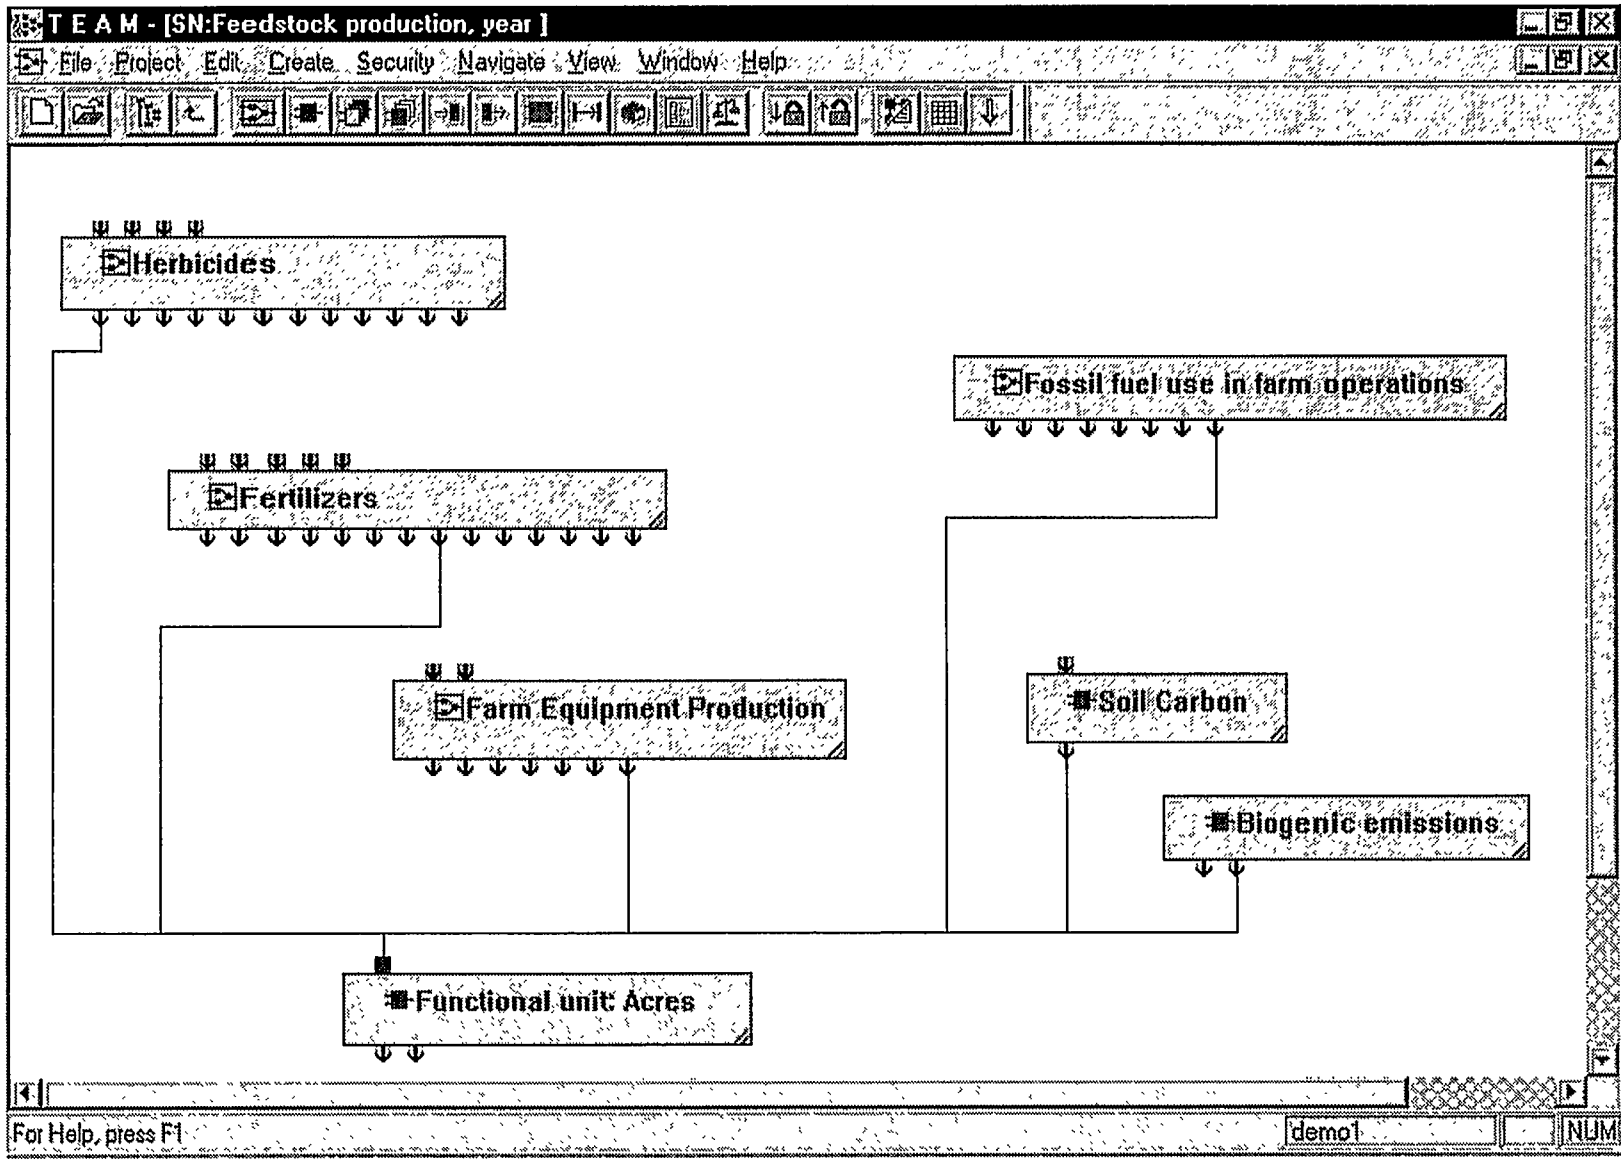 T E A M - [SN:Feedstock production, year ]
File Project Edit Create Security Navigate View Window Help
Herbicides
Fossil fuel use in farm operations
Fertilizers
Farm Equipment Production
Soil Carbon
Biogenic emissions
Functional unit: Acres
For Help, press F1 demo1 NUM